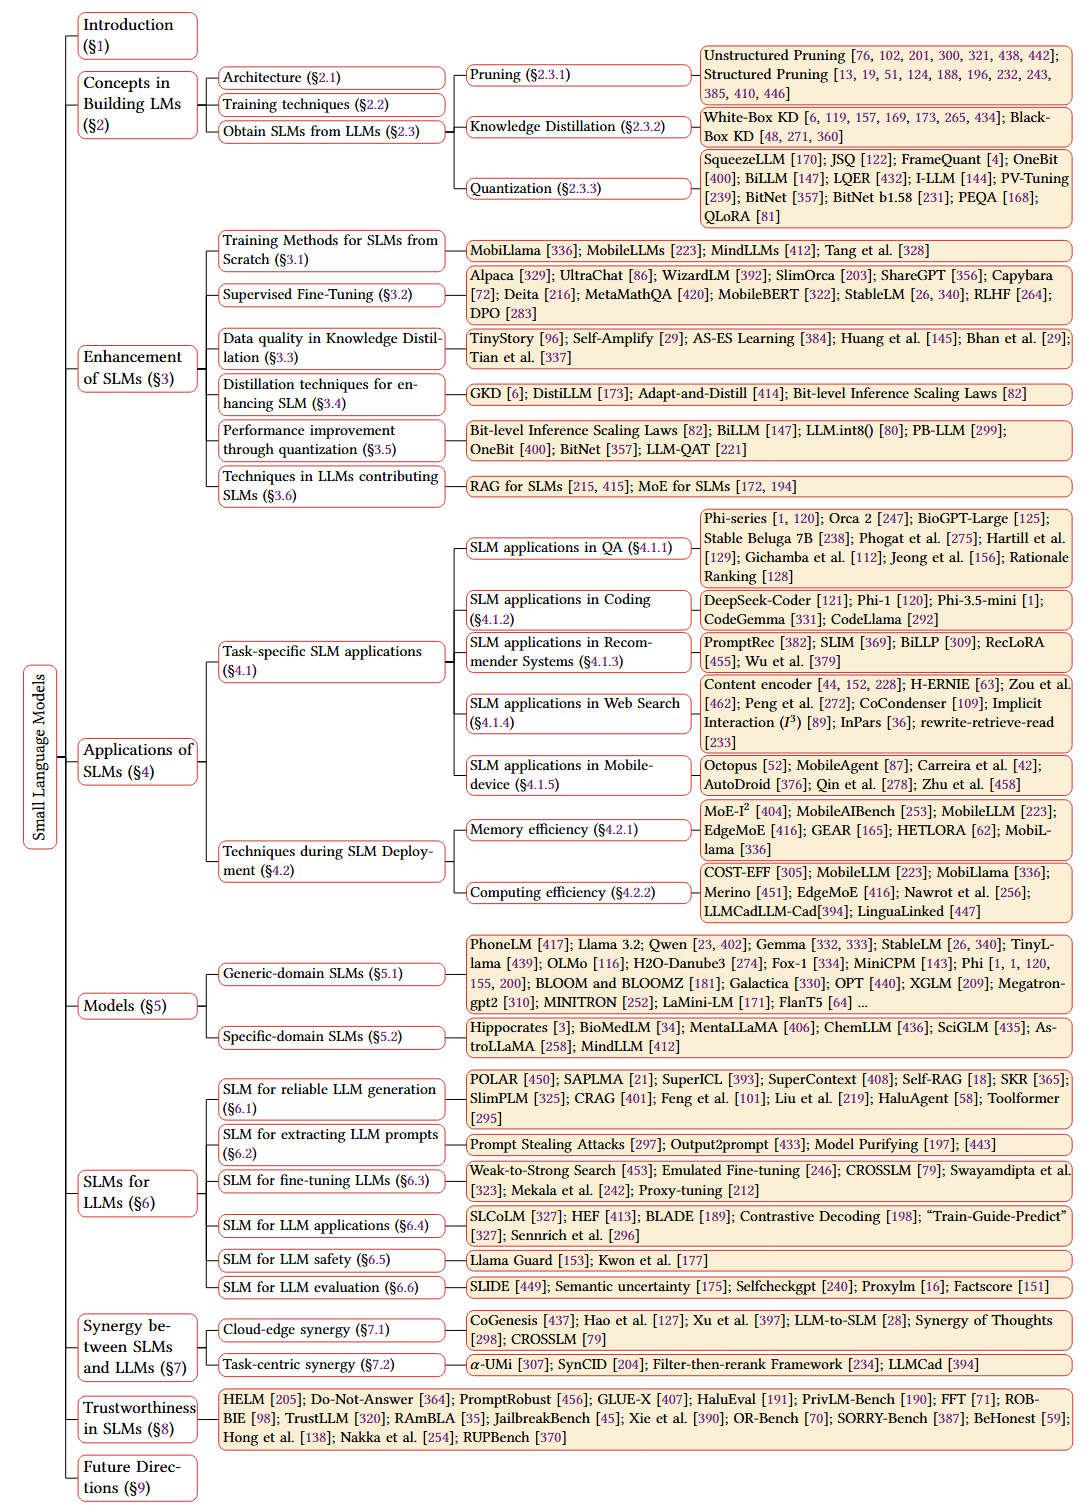 Introduction
(§1)
Concepts in
Building LMs
(§2)
Architecture (§2.1)
Training techniques (§2.2)
Obtain SLMs from LLMs (§2.3)
Pruning (§2.3.1)
Unstructured Pruning [76, 102, 201, 300, 321, 438, 442];
Structured Pruning [13, 19, 51, 124, 188, 196, 232, 243,
385, 410, 446]
Knowledge Distillation (§2.3.2)
White-Box KD [6, 119, 157, 169, 173, 265, 434]; Black-
Box KD [48, 271, 360]
Quantization (§2.3.3)
SqueezeLLM [170]; JSQ [122]; FrameQuant [4]; OneBit
[400]; BiLLM [147]; LQER [432]; I-LLM [144]; PV-Tuning
[239]; BitNet [357]; BitNet b1.58 [231]; PEQA [168];
QLoRA [81]
Small Language Models
Enhancement
of SLMs (§3)
Training Methods for SLMs from
Scratch (§3.1)
MobiLlama [336]; MobileLLMs [223]; MindLLMs [412]; Tang et al. [328]
Supervised Fine-Tuning (§3.2)
Alpaca [329]; UltraChat [86]; WizardLM [392]; SlimOrca [203]; ShareGPT [356]; Capybara
[72]; Deita [216]; MetaMathQA [420]; MobileBERT [322]; StableLM [26, 340]; RLHF [264];
DPO [283]
Data quality in Knowledge Distil-
lation (§3.3)
TinyStory [96]; Self-Amplify [29]; AS-ES Learning [384]; Huang et al. [145]; Bhan et al. [29];
Tian et al. [337]
Distillation techniques for en-
hancing SLM (§3.4)
GKD [6]; DistiLLM [173]; Adapt-and-Distill [414]; Bit-level Inference Scaling Laws [82]
Performance improvement
through quantization (§3.5)
Bit-level Inference Scaling Laws [82]; BiLLM [147]; LLM.int8() [80]; PB-LLM [299];
OneBit [400]; BitNet [357]; LLM-QAT [221]
Techniques in LLMs contributing
SLMs (§3.6)
RAG for SLMs [215, 415]; MoE for SLMs [172, 194]
Applications of
SLMs (§4)
Task-specific SLM applications
(§4.1)
SLM applications in QA (§4.1.1)
Phi-series [1, 120]; Orca 2 [247]; BioGPT-Large [125];
Stable Beluga 7B [238]; Phogat et al. [275]; Hartill et al.
[129]; Gichamba et al. [112]; Jeong et al. [156]; Rationale
Ranking [128]
SLM applications in Coding
(§4.1.2)
DeepSeek-Coder [121]; Phi-1 [120]; Phi-3.5-mini [1];
CodeGemma [331]; CodeLlama [292]
SLM applications in Recom-
mender Systems (§4.1.3)
PromptRec [382]; SLIM [369]; BiLLP [309]; RecLoRA
[455]; Wu et al. [379]
SLM applications in Web Search
(§4.1.4)
Content encoder [44, 152, 228]; H-ERNIE [63]; Zou et al.
[462]; Peng et al. [272]; CoCondenser [109]; Implicit
Interaction (I³) [89]; InPars [36]; rewrite-retrieve-read
[233]
SLM applications in Mobile-
device (§4.1.5)
Octopus [52]; MobileAgent [87]; Carreira et al. [42];
AutoDroid [376]; Qin et al. [278]; Zhu et al. [458]
Techniques during SLM Deploy-
ment (§4.2)
Memory efficiency (§4.2.1)
MoE-I² [404]; MobileAIBench [253]; MobileLLM [223];
EdgeMoE [416]; GEAR [165]; HETLORA [62]; MobiL-
lama [336]
Computing efficiency (§4.2.2)
COST-EFF [305]; MobileLLM [223]; MobiLlama [336];
Merino [451]; EdgeMoE [416]; Nawrot et al. [256];
LLMCadLLM-Cad[394]; LinguaLinked [447]
Models (§5)
Generic-domain SLMs (§5.1)
PhoneLM [417]; Llama 3.2; Qwen [23, 402]; Gemma [332, 333]; StableLM [26, 340]; TinyL-
lama [439]; OLMo [116]; H2O-Danube3 [274]; Fox-1 [334]; MiniCPM [143]; Phi [1, 1, 120,
155, 200]; BLOOM and BLOOMZ [181]; Galactica [330]; OPT [440]; XGLM [209]; Megatron-
gpt2 [310]; MINITRON [252]; LaMini-LM [171]; FlanT5 [64] ...
Specific-domain SLMs (§5.2)
Hippocrates [3]; BioMedLM [34]; MentaLLaMA [406]; ChemLLM [436]; SciGLM [435]; As-
troLLaMA [258]; MindLLM [412]
SLMs for
LLMs (§6)
SLM for reliable LLM generation
(§6.1)
POLAR [450]; SAPLMA [21]; SuperICL [393]; SuperContext [408]; Self-RAG [18]; SKR [365];
SlimPLM [325]; CRAG [401]; Feng et al. [101]; Liu et al. [219]; HaluAgent [58]; Toolformer
[295]
SLM for extracting LLM prompts
(§6.2)
Prompt Stealing Attacks [297]; Output2prompt [433]; Model Purifying [197]; [443]
SLM for fine-tuning LLMs (§6.3)
Weak-to-Strong Search [453]; Emulated Fine-tuning [246]; CROSSLM [79]; Swayamdipta et al.
[323]; Mekala et al. [242]; Proxy-tuning [212]
SLM for LLM applications (§6.4)
SLCoLM [327]; HEF [413]; BLADE [189]; Contrastive Decoding [198]; “Train-Guide-Predict”
[327]; Sennrich et al. [296]
SLM for LLM safety (§6.5)
Llama Guard [153]; Kwon et al. [177]
SLM for LLM evaluation (§6.6)
SLIDE [449]; Semantic uncertainty [175]; Selfcheckgpt [240]; Proxylm [16]; Factscore [151]
Synergy be-
tween SLMs
and LLMs (§7)
Cloud-edge synergy (§7.1)
CoGenesis [437]; Hao et al. [127]; Xu et al. [397]; LLM-to-SLM [28]; Synergy of Thoughts
[298]; CROSSLM [79]
Task-centric synergy (§7.2)
α-UMi [307]; SynCID [204]; Filter-then-rerank Framework [234]; LLMCad [394]
Trustworthiness
in SLMs (§8)
HELM [205]; Do-Not-Answer [364]; PromptRobust [456]; GLUE-X [407]; HaluEval [191]; PrivLM-Bench [190]; FFT [71]; ROB-
BIE [98]; TrustLLM [320]; RAmBLA [35]; JailbreakBench [45]; Xie et al. [390]; OR-Bench [70]; SORRY-Bench [387]; BeHonest [59];
Hong et al. [138]; Nakka et al. [254]; RUPBench [370]
Future Direc-
tions (§9)